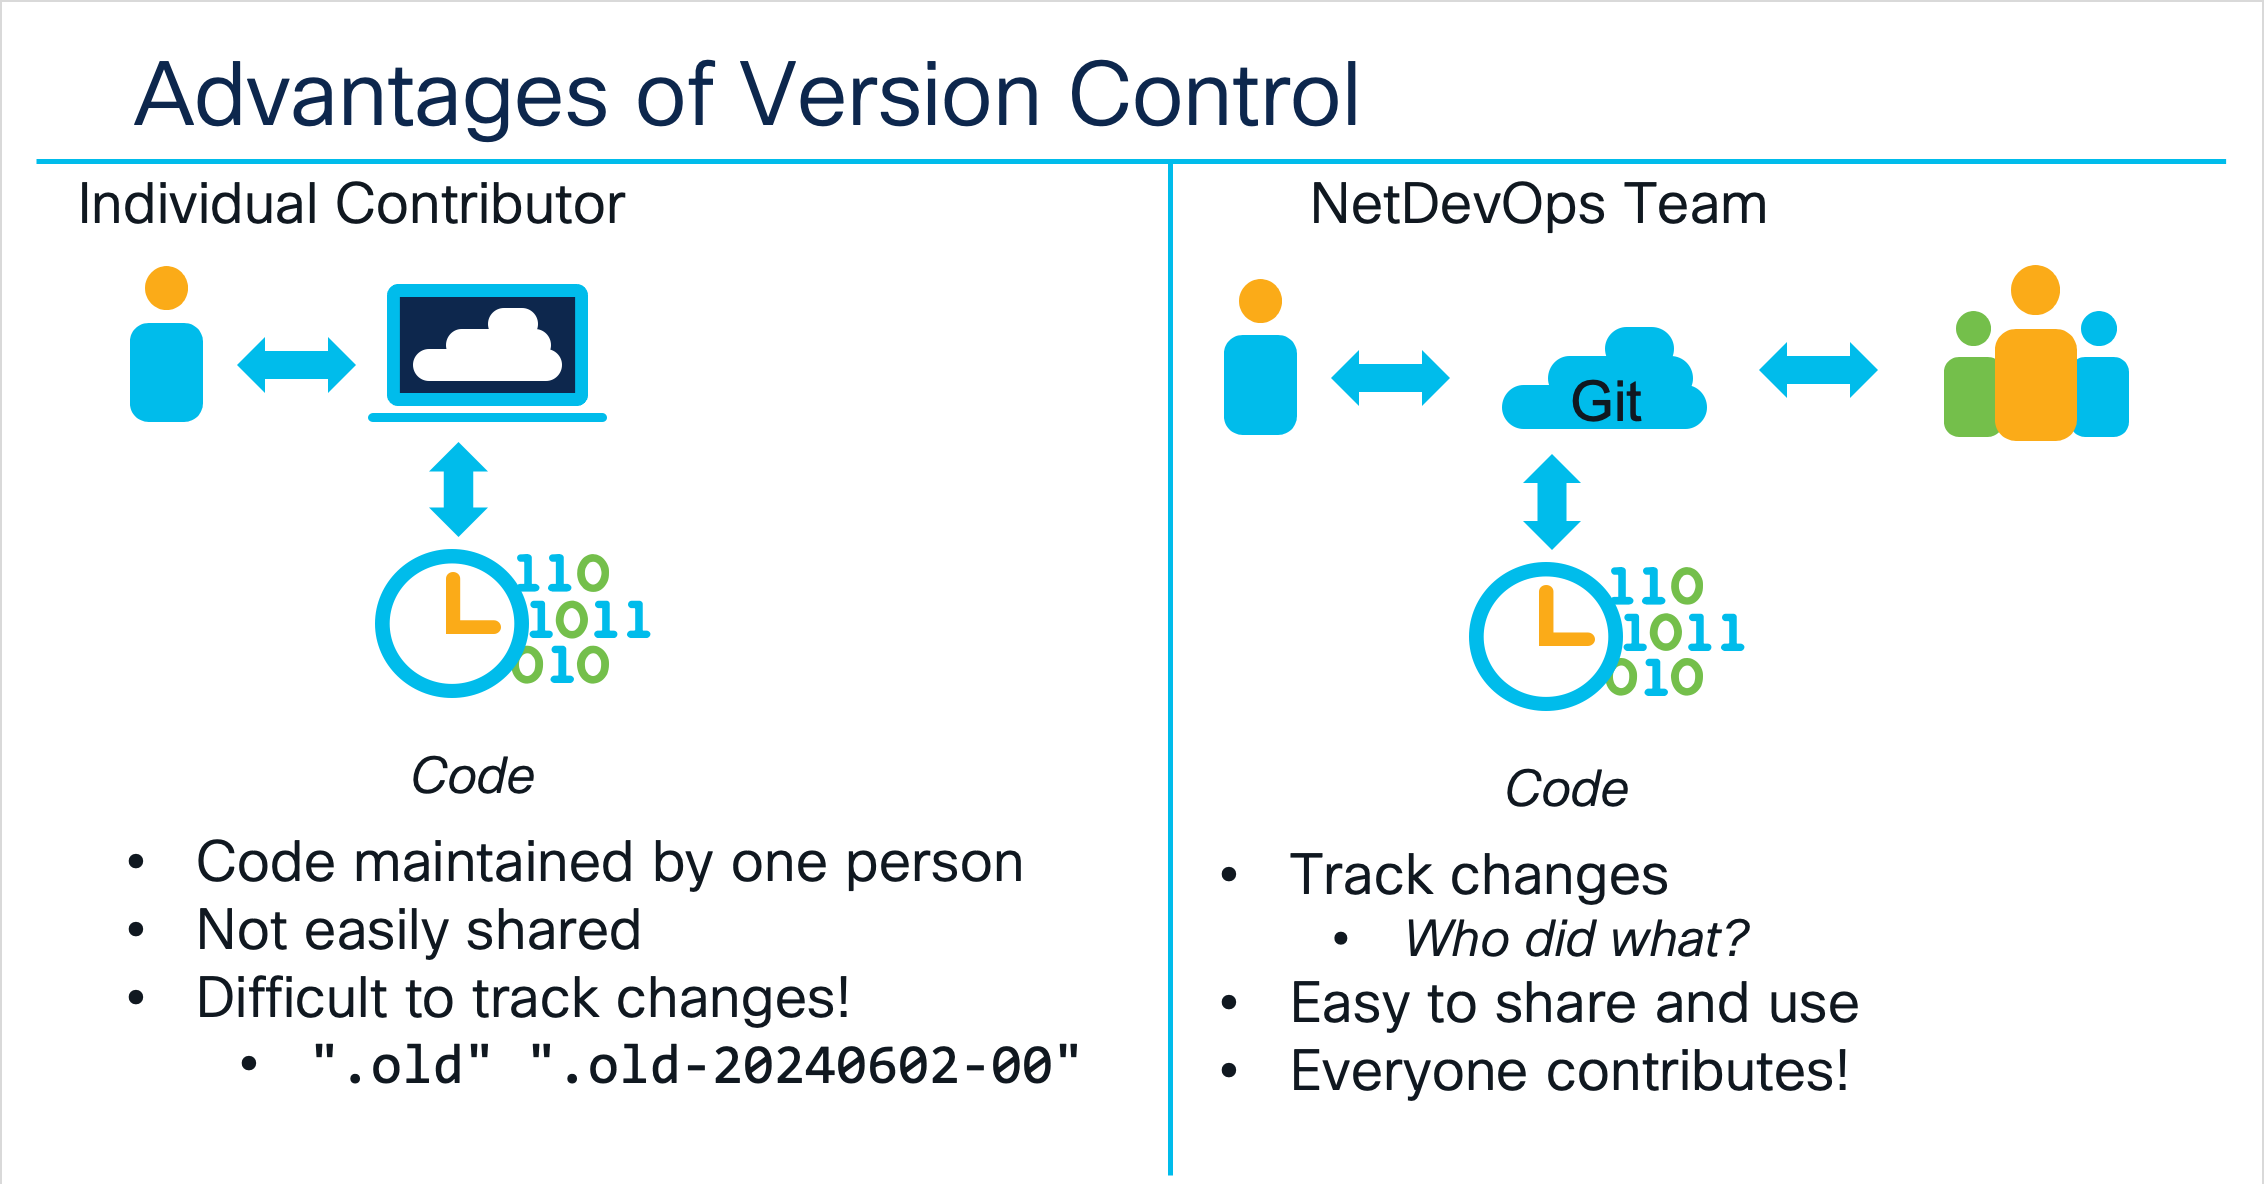 Advantages of Version Control
Individual Contributor
110
1011
010
Code
• Code maintained by one person
• Not easily shared
• Difficult to track changes!
• ".old" ".old-20240602-00"
NetDevOps Team
Git
110
1011
010
Code
• Track changes
• Who did what?
• Easy to share and use
• Everyone contributes!